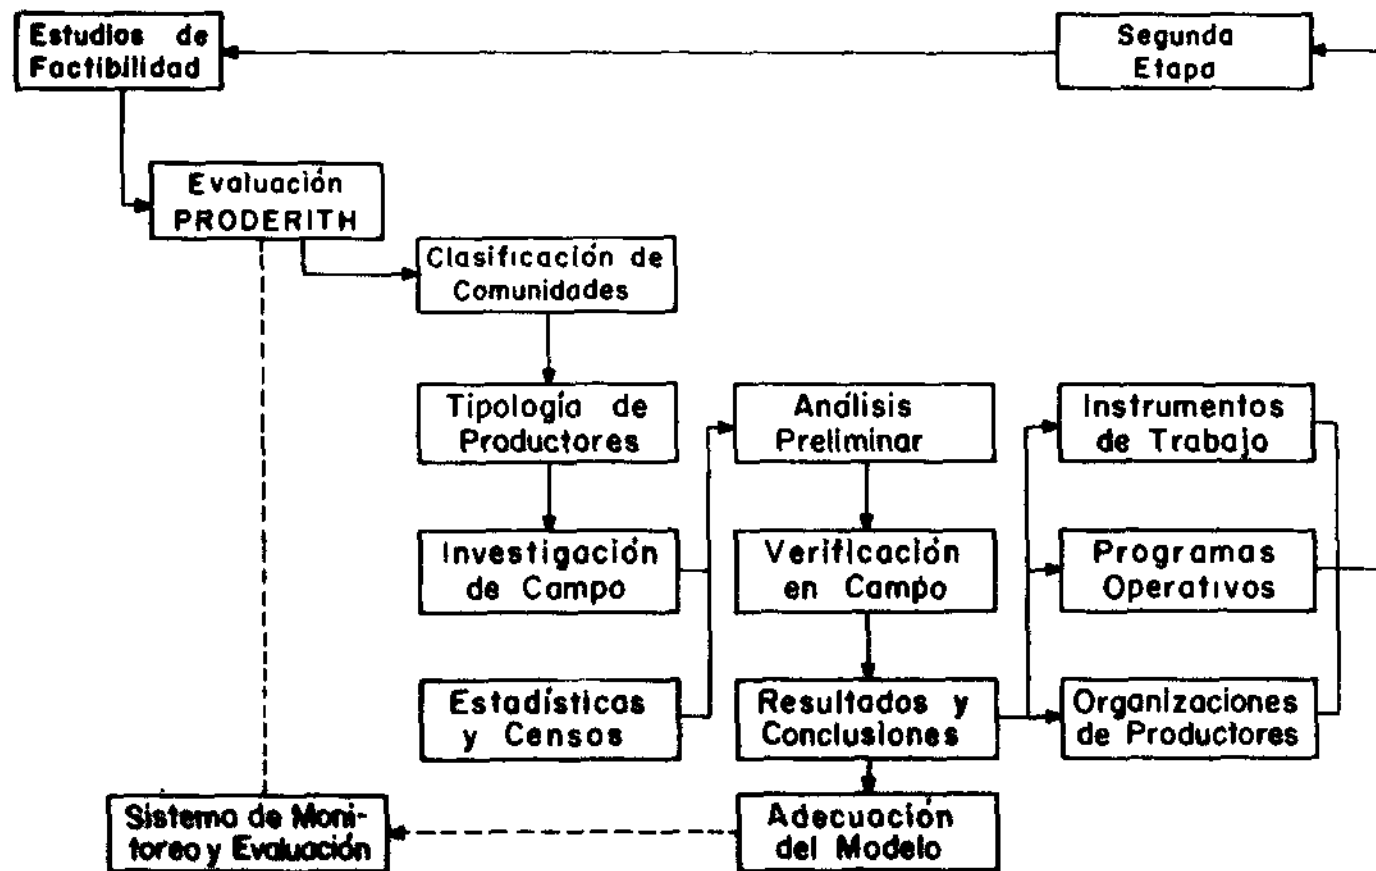 Estudios de
Factibilidad
Segunda
Etapa
Evaluación
PRODERITH
Clasificación de
Comunidades
Tipología de
Productores
Análisis
Preliminar
Instrumentos
de Trabajo
Investigación
de Campo
Verificación
en Campo
Programas
Operativos
Estadísticas
y Censos
Resultados y
Conclusiones
Organizaciones
de Productores
Sistema de Moni-
toreo y Evaluación
Adecuación
del Modelo